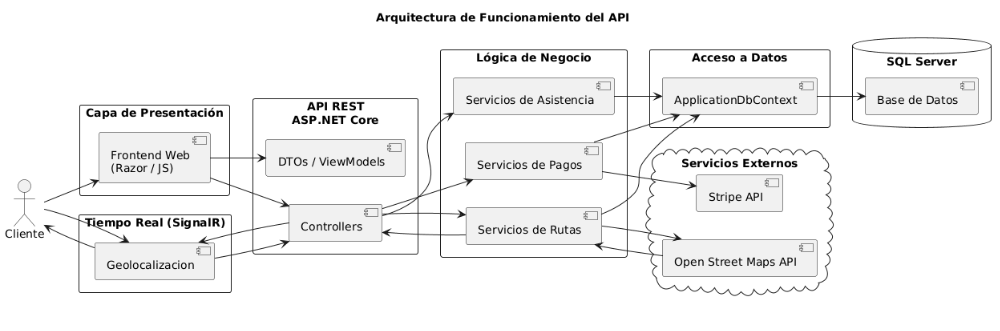 Arquitectura de Funcionamiento del API
Capa de Presentación
Frontend Web
(Razor / JS)
Tiempo Real (SignalR)
Geolocalizacion
Cliente
API REST
ASP.NET Core
DTOs / ViewModels
Controllers
Lógica de Negocio
Servicios de Asistencia
Servicios de Pagos
Servicios de Rutas
Acceso a Datos
ApplicationDbContext
Servicios Externos
Stripe API
Open Street Maps API
SQL Server
Base de Datos